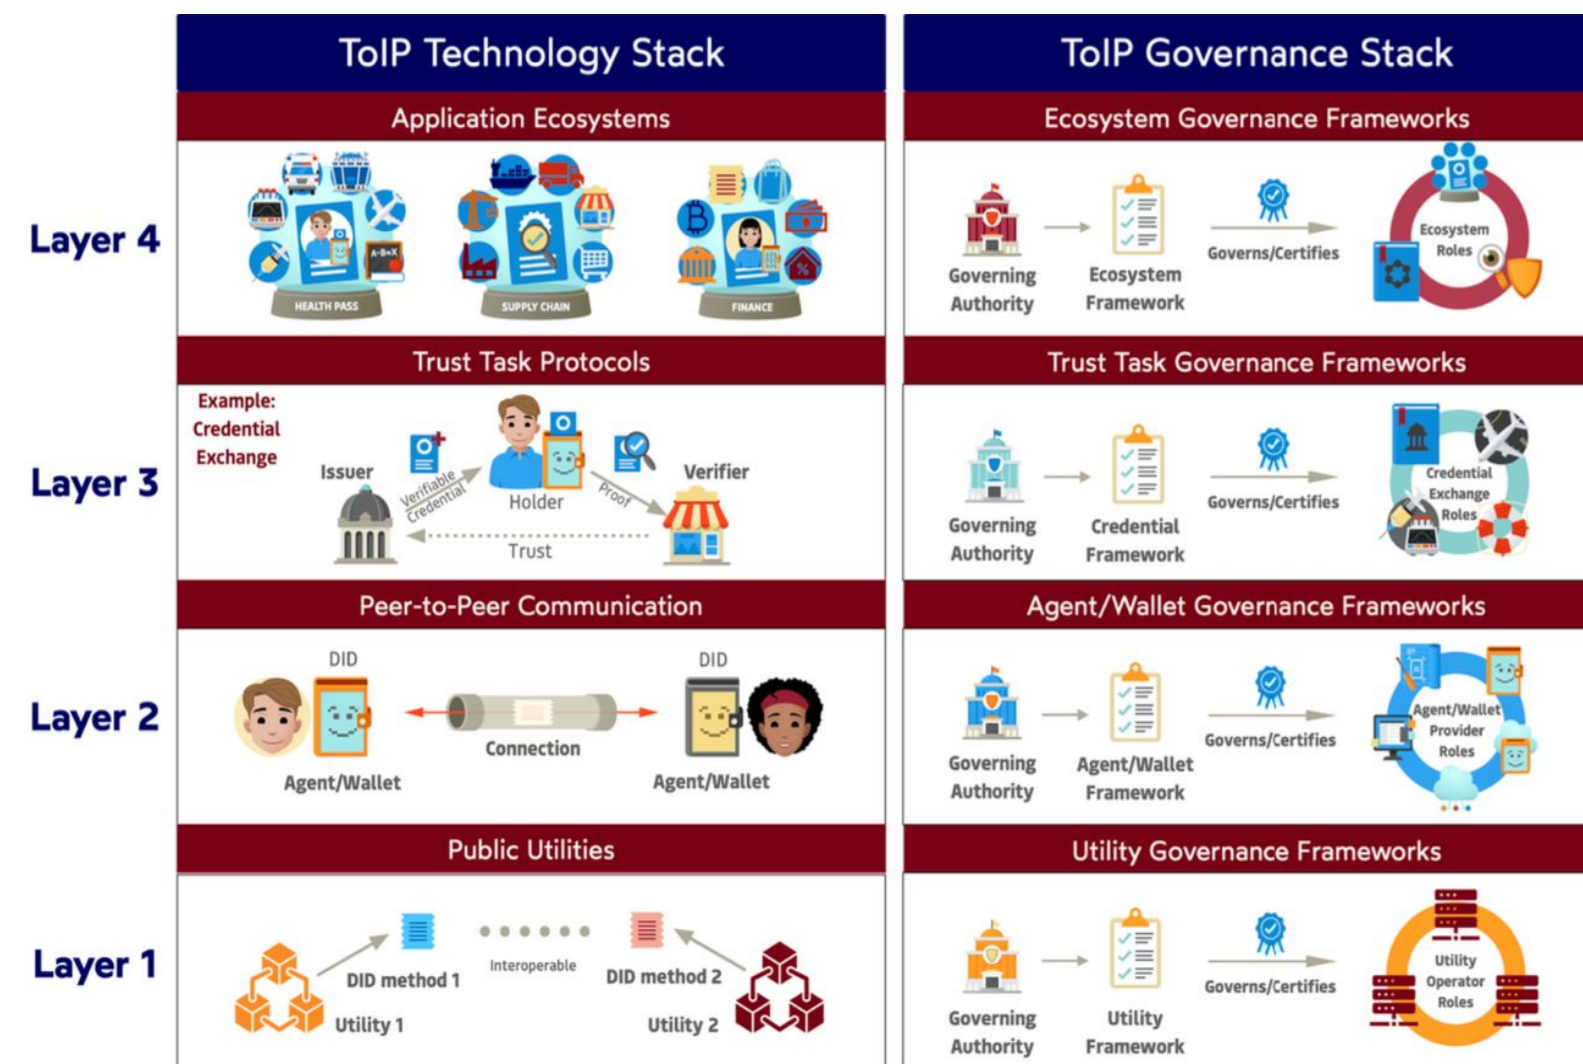 ToIP Technology Stack
ToIP Governance Stack
Layer 4
Application Ecosystems
A-B=X
HEALTH PASS
SUPPLY CHAIN
FINANCE
Ecosystem Governance Frameworks
Governing
Authority
Ecosystem
Framework
Governs/Certifies
Ecosystem
Roles
Layer 3
Trust Task Protocols
Example:
Credential
Exchange
Issuer
Verifiable
Credential
Holder
Proof
Verifier
Trust
Trust Task Governance Frameworks
Governing
Authority
Credential
Framework
Governs/Certifies
Credential
Exchange
Roles
Layer 2
Peer-to-Peer Communication
DID
Agent/Wallet
Connection
DID
Agent/Wallet
Agent/Wallet Governance Frameworks
Governing
Authority
Agent/Wallet
Framework
Governs/Certifies
Agent/Wallet
Provider
Roles
Layer 1
Public Utilities
DID method 1
Utility 1
Interoperable
DID method 2
Utility 2
Utility Governance Frameworks
Governing
Authority
Utility
Framework
Governs/Certifies
Utility
Operator
Roles